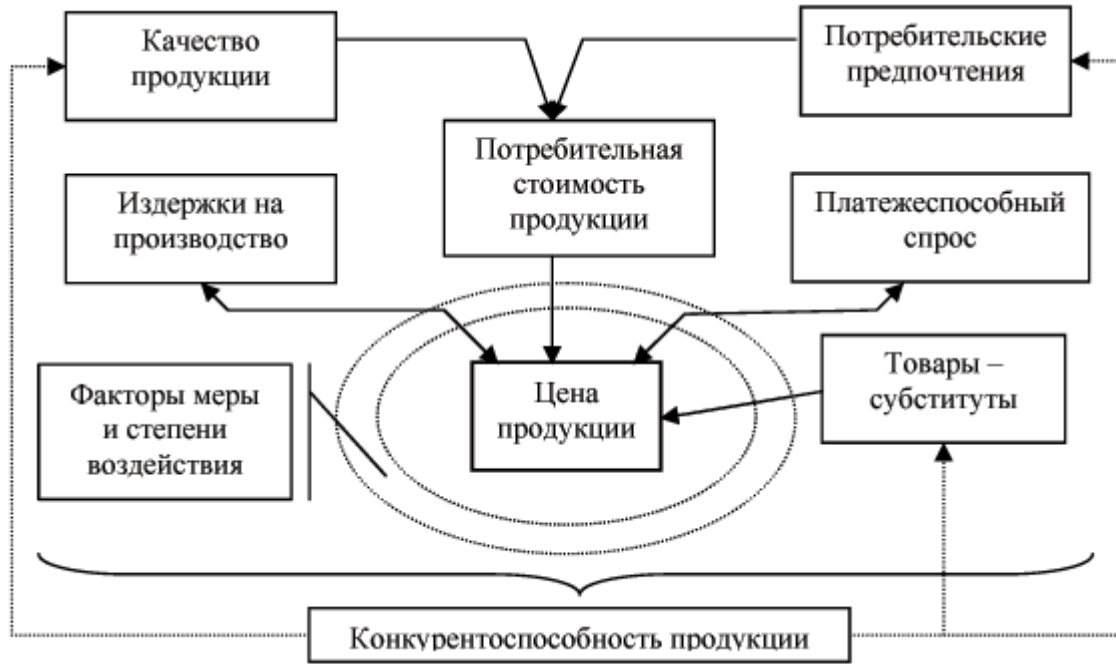 Качество
продукции
Потребительские
предпочтения
Потребительная
стоимость
продукции
Издержки на
производство
Платежеспособный
спрос
Факторы меры
и степени
воздействия
Цена
продукции
Товары –
субституты
Конкурентоспособность продукции